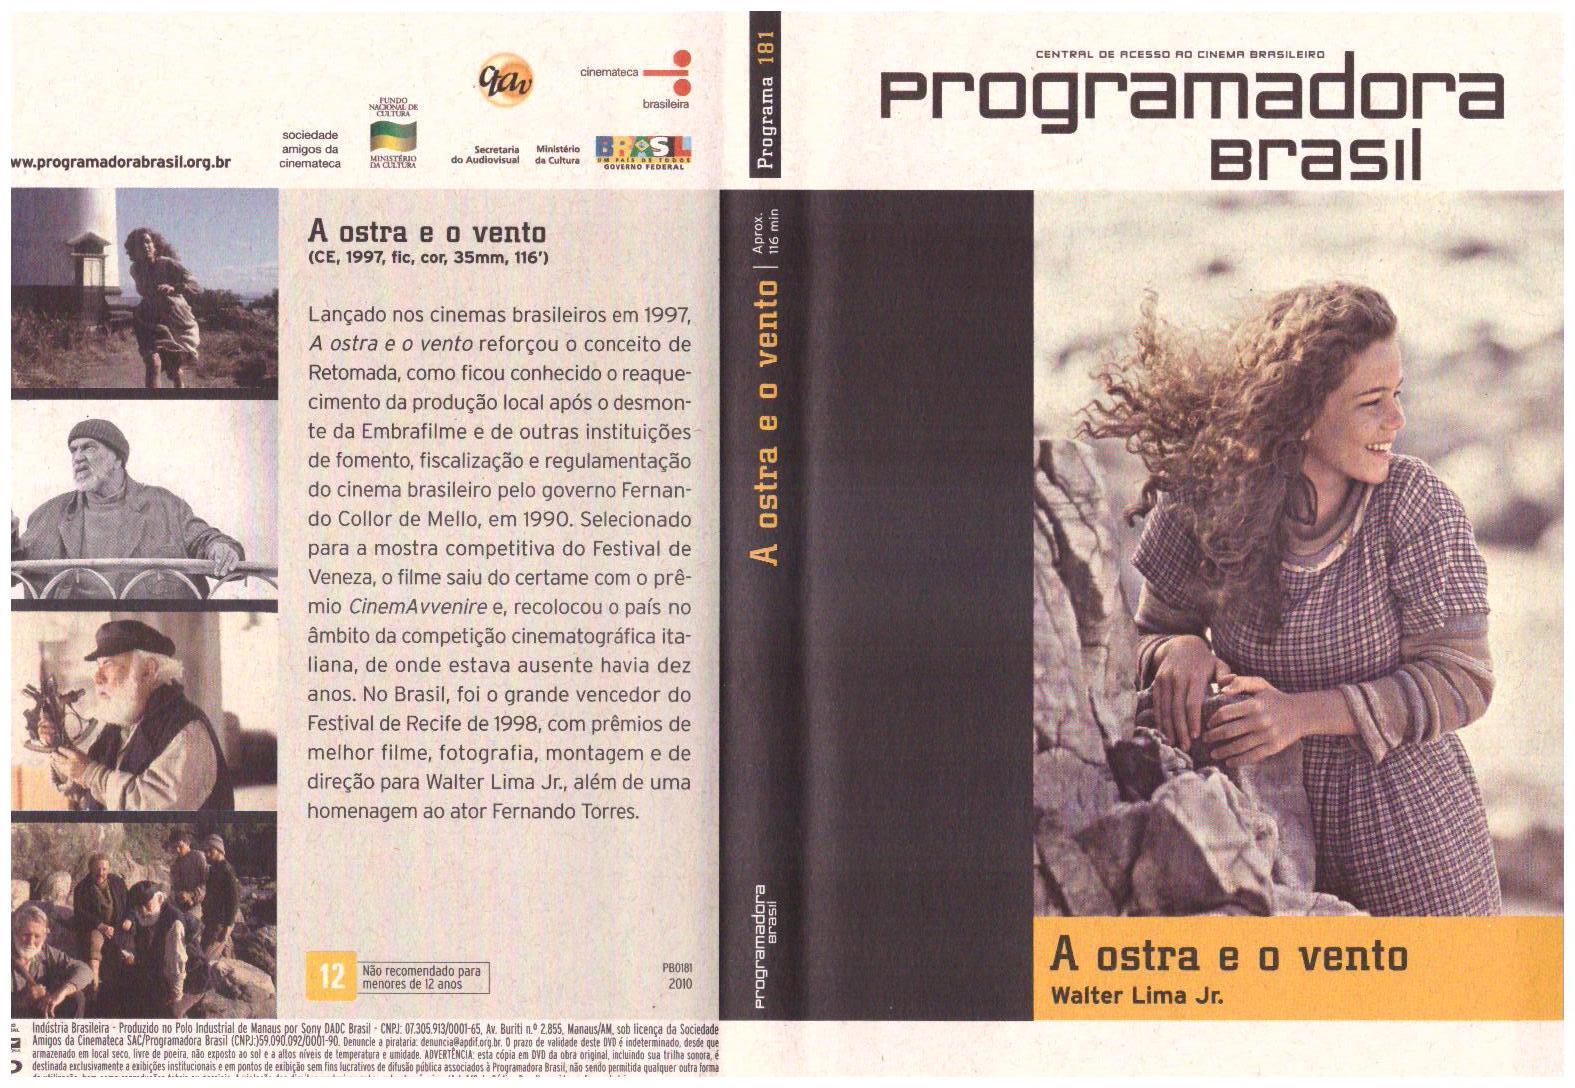 CENTRAL DE ACESSO AO CINEMA BRASILEIRO
programadora
Brasil
A ostra e o vento
Walter Lima Jr.
Programa 181
A ostra e o vento
Aprox.
116 min
programadora
Brasil
ww.programadorabrasil.org.br
sociedade
amigos da
cinemateca
FUNDO
NACIONAL DE
CULTURA
MINISTÉRIO
DA CULTURA
qav
Secretaria
do Audiovisual
Ministério
da Cultura
cinemateca
brasileira
BRASIL
UM PAÍS DE TODOS
GOVERNO FEDERAL
A ostra e o vento
(CE, 1997, fic, cor, 35mm, 116’)
Lançado nos cinemas brasileiros em 1997,
A ostra e o vento reforçou o conceito de
Retomada, como ficou conhecido o reaque-
cimento da produção local após o desmon-
te da Embrafilme e de outras instituições
de fomento, fiscalização e regulamentação
do cinema brasileiro pelo governo Fernan-
do Collor de Mello, em 1990. Selecionado
para a mostra competitiva do Festival de
Veneza, o filme saiu do certame com o prê-
mio CinemAvvenire e, recolocou o país no
âmbito da competição cinematográfica ita-
liana, de onde estava ausente havia dez
anos. No Brasil, foi o grande vencedor do
Festival de Recife de 1998, com prêmios de
melhor filme, fotografia, montagem e de
direção para Walter Lima Jr., além de uma
homenagem ao ator Fernando Torres.
12
Não recomendado para
menores de 12 anos
PB0181
2010
Indústria Brasileira - Produzido no Polo Industrial de Manaus por Sony DADC Brasil - CNPJ: 07.305.913/0001-65, Av. Buriti n.º 2.855, Manaus/AM, sob licença da Sociedade
Amigos da Cinemateca SAC/Programadora Brasil (CNPJ:)59.090.092/0001-90. Denuncie a pirataria: denuncia@apdif.org.br. O prazo de validade deste DVD é indeterminado, desde que
armazenado em local seco, livre de poeira, não exposto ao sol e a altos níveis de temperatura e umidade. ADVERTÊNCIA: esta cópia em DVD da obra original, incluindo sua trilha sonora, é
destinada exclusivamente a exibições institucionais e em pontos de exibição sem fins lucrativos de difusão pública associados à Programadora Brasil, não sendo permitida qualquer outra forma